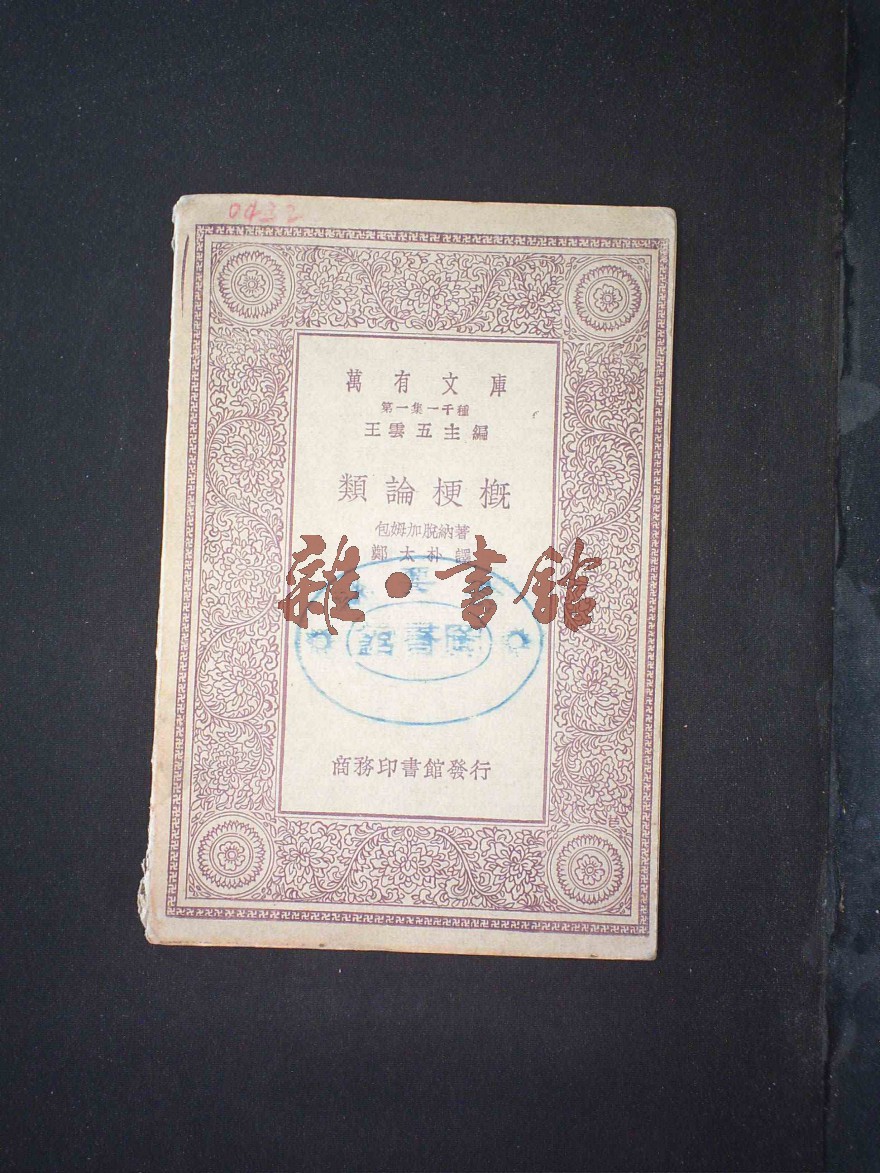 0432
萬有文庫
第一集一千種
王雲五主編
類論梗概
包姆加脫納著
鄭太朴譯
雜·書館
商務印書館發行